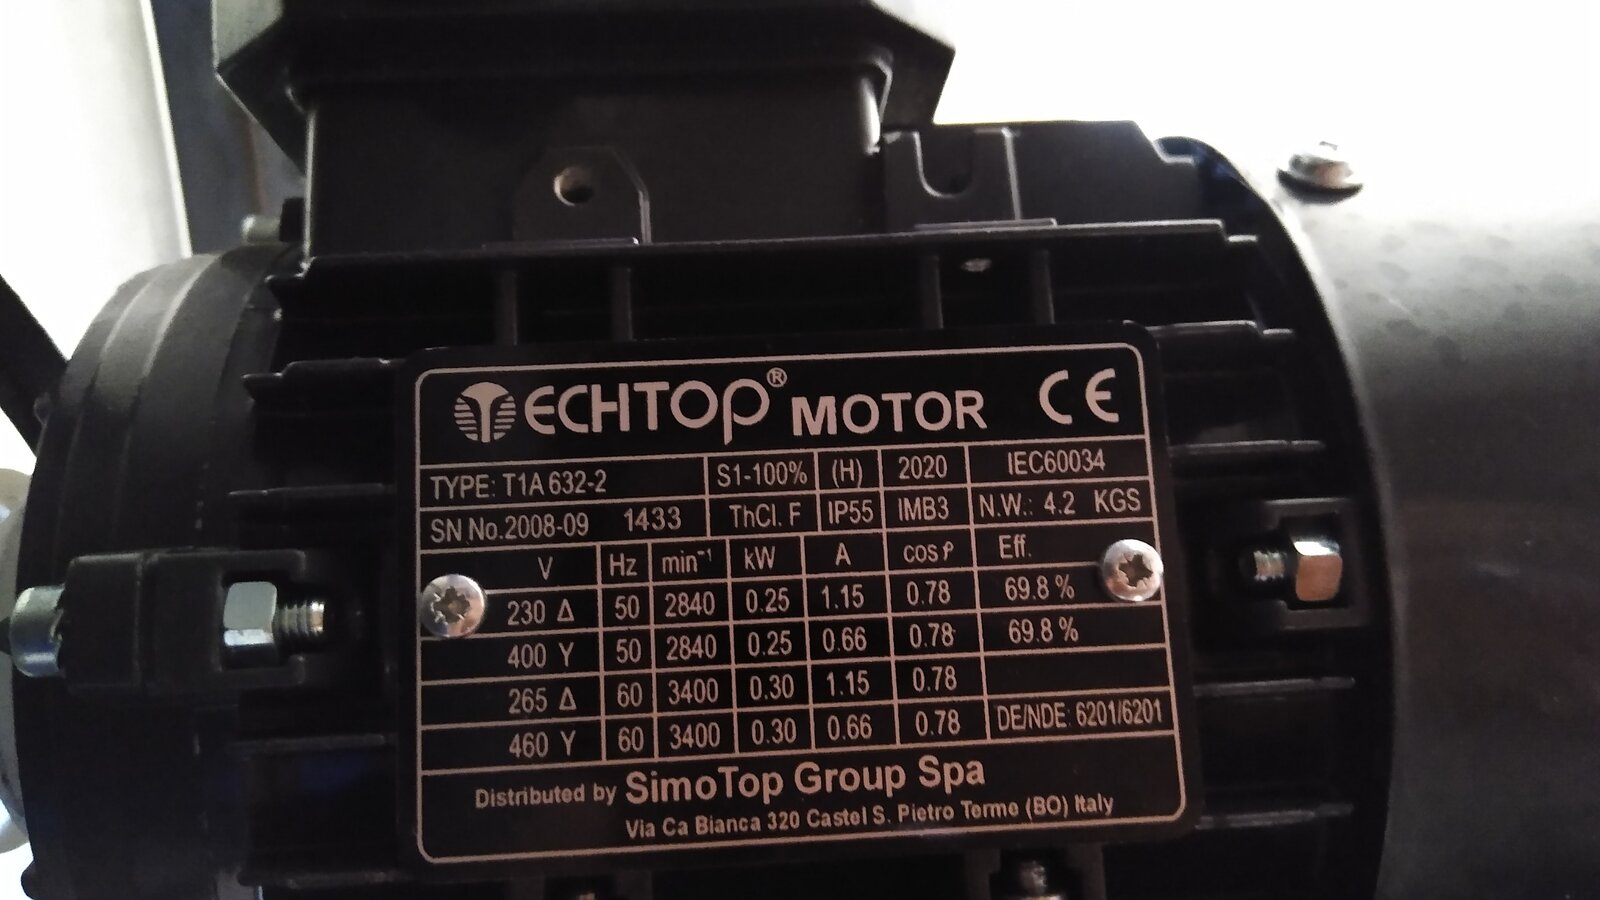 TECHTOP® MOTOR CE
TYPE: T1A 632-2 S1-100% (H) 2020 IEC60034
SN No.2008-09 1433 ThCl. F IP55 IMB3 N.W.: 4.2 KGS
V Hz min⁻¹ kW A cos ρ Eff.
230 Δ 50 2840 0.25 1.15 0.78 69.8 %
400 Y 50 2840 0.25 0.66 0.78 69.8 %
265 Δ 60 3400 0.30 1.15 0.78
460 Y 60 3400 0.30 0.66 0.78 DE/NDE: 6201/6201
Distributed by SimoTop Group Spa
Via Ca Bianca 320 Castel S. Pietro Terme (BO) Italy